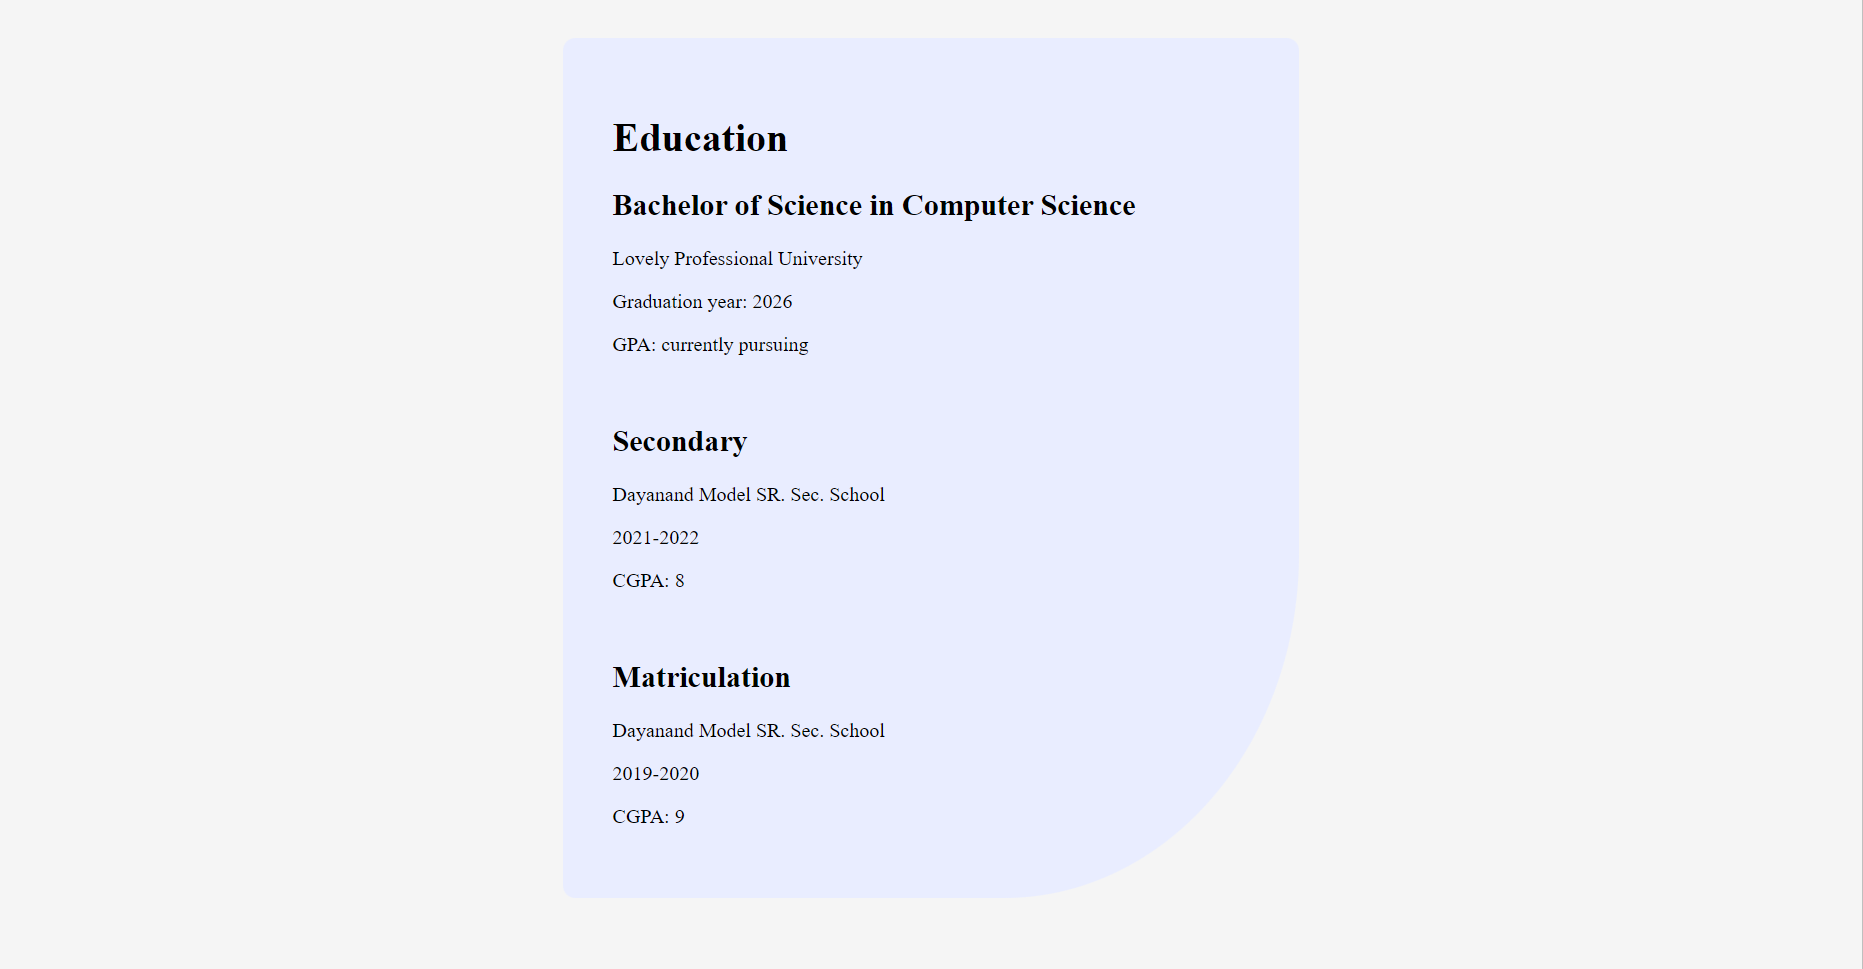 Education
Bachelor of Science in Computer Science
Lovely Professional University
Graduation year: 2026
GPA: currently pursuing
Secondary
Dayanand Model SR. Sec. School
2021-2022
CGPA: 8
Matriculation
Dayanand Model SR. Sec. School
2019-2020
CGPA: 9